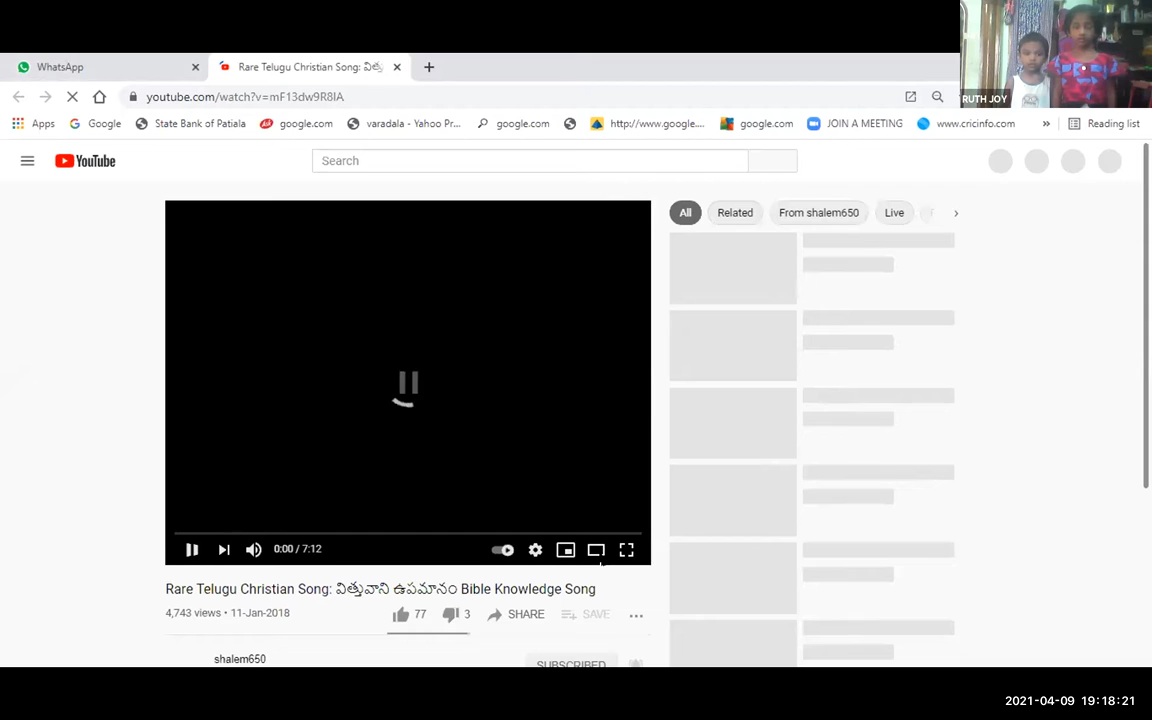 WhatsApp
Rare Telugu Christian Song: విత్తు
youtube.com/watch?v=mF13dw9R8lA
RUTH JOY
Apps
Google
State Bank of Patiala
google.com
varadala - Yahoo Pr...
google.com
http://www.google....
google.com
JOIN A MEETING
www.cricinfo.com
»
Reading list
YouTube
Search
All
Related
From shalem650
Live
0:00 / 7:12
Rare Telugu Christian Song: విత్తువాని ఉపమానం Bible Knowledge Song
4,743 views • 11-Jan-2018
77
3
SHARE
SAVE
shalem650
SUBSCRIBED
2021-04-09 19:18:21